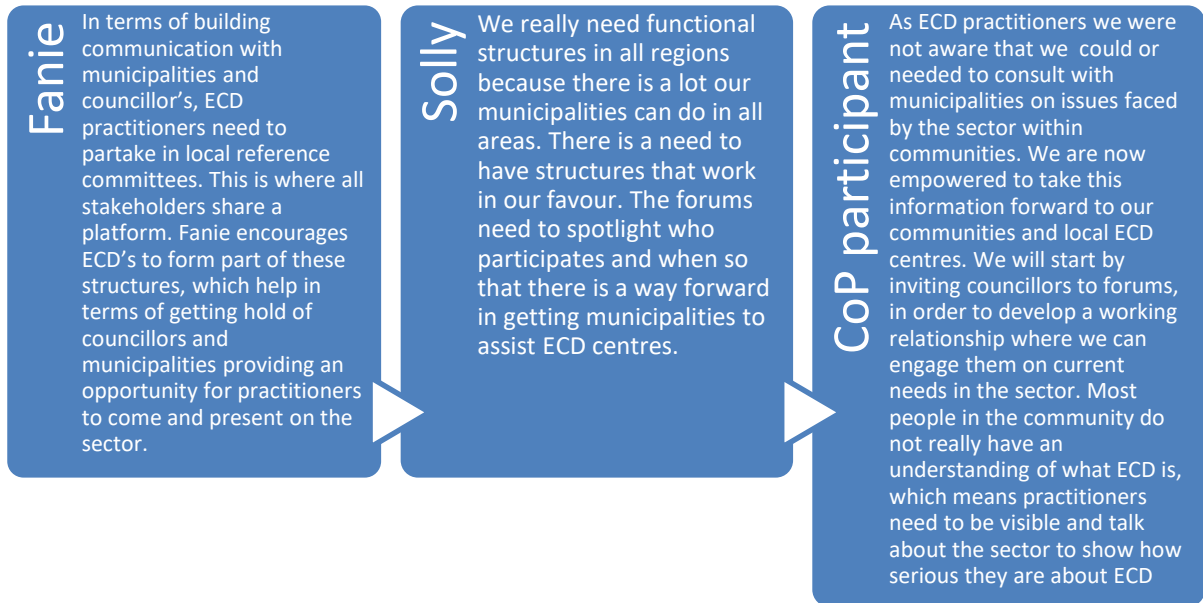 Fanie
In terms of building
communication with
municipalities and
councillor's, ECD
practitioners need to
partake in local reference
committees. This is where all
stakeholders share a
platform. Fanie encourages
ECD's to form part of these
structures, which help in
terms of getting hold of
councillors and
municipalities providing an
opportunity for practitioners
to come and present on the
sector.
Solly
We really need functional
structures in all regions
because there is a lot our
municipalities can do in all
areas. There is a need to
have structures that work
in our favour. The forums
need to spotlight who
participates and when so
that there is a way forward
in getting municipalities to
assist ECD centres.
CoP participant
As ECD practitioners we were
not aware that we could or
needed to consult with
municipalities on issues faced
by the sector within
communities. We are now
empowered to take this
information forward to our
communities and local ECD
centres. We will start by
inviting councillors to forums,
in order to develop a working
relationship where we can
engage them on current
needs in the sector. Most
people in the community do
not really have an
understanding of what ECD is,
which means practitioners
need to be visible and talk
about the sector to show how
serious they are about ECD